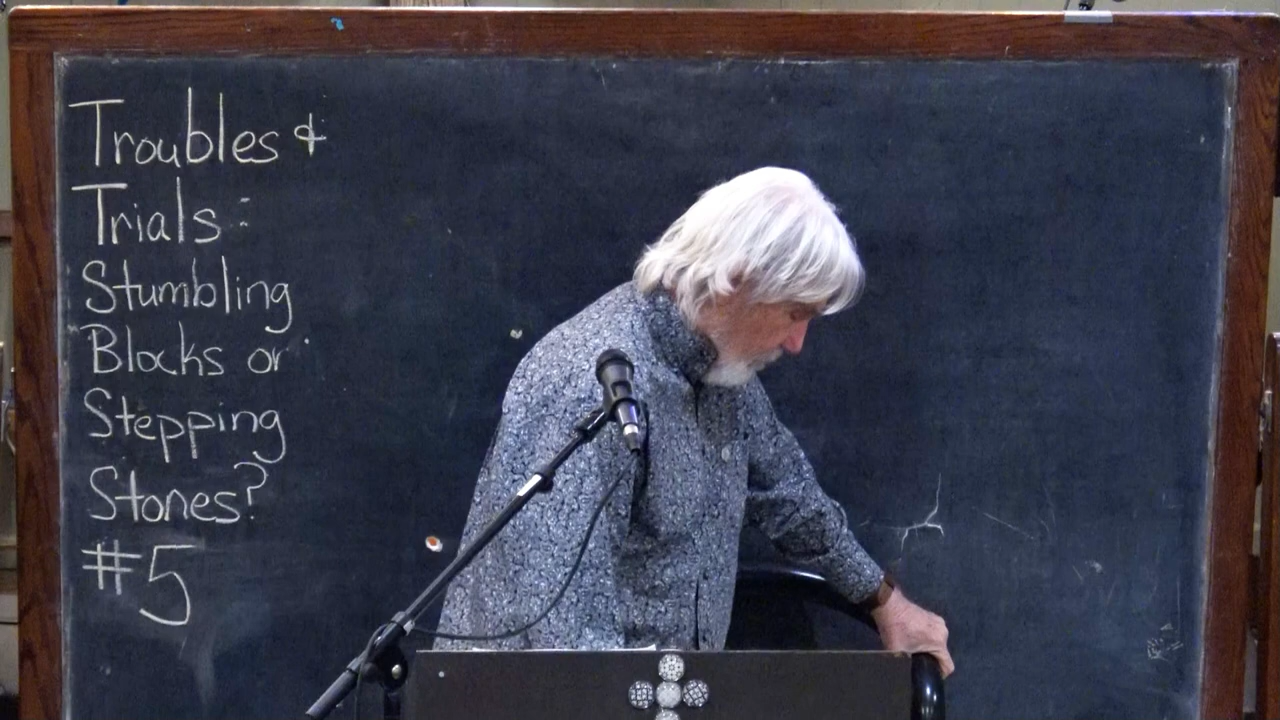 Troubles &
Trials:
Stumbling
Blocks or
Stepping
Stones?
#5